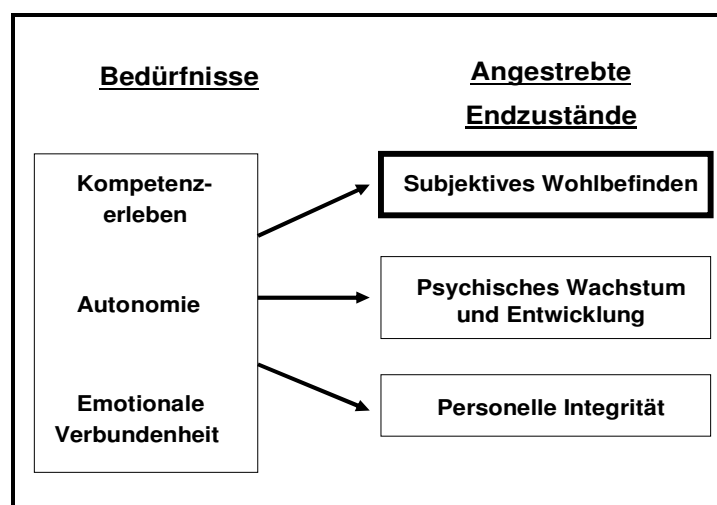 Bedürfnisse
Kompetenz-
erleben
Autonomie
Emotionale
Verbundenheit
Angestrebte
Endzustände
Subjektives Wohlbefinden
Psychisches Wachstum
und Entwicklung
Personelle Integrität